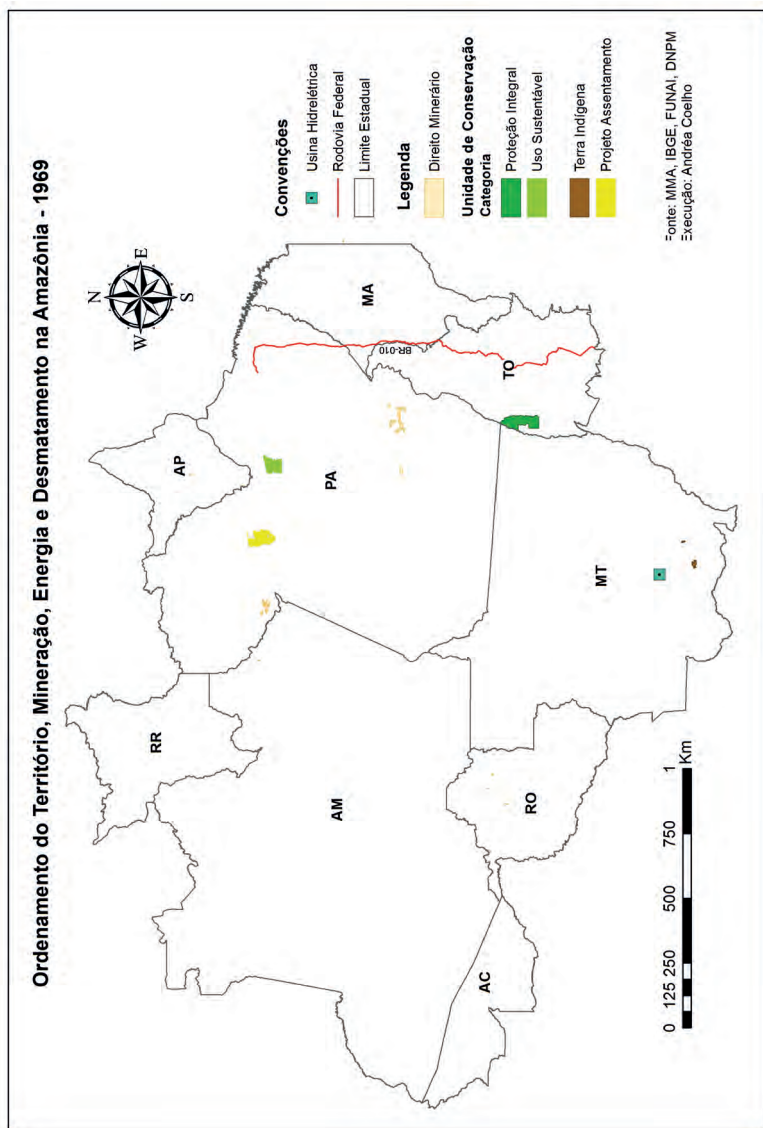 Ordenamento do Território, Mineração, Energia e Desmatamento na Amazônia - 1969
N
W
E
S
RR
AP
AM
PA
MA
BR-010
TO
AC
RO
MT
Convenções
Usina Hidrelétrica
Rodovia Federal
Limite Estadual
Legenda
Direito Minerário
Unidade de Conservação
Categoria
Proteção Integral
Uso Sustentável
Terra Indígena
Projeto Assentamento
0 125 250 500 750 1
Km
Fonte: MMA, IBGE, FUNAI, DNPM
Execução: Andréa Coelho